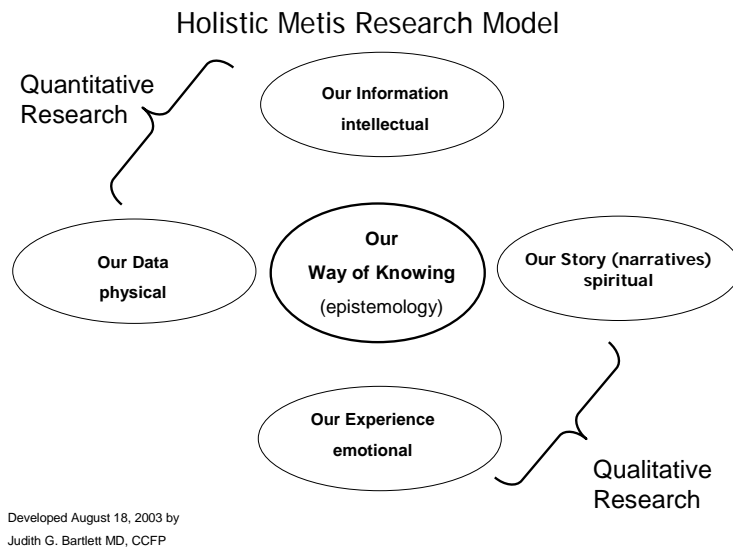 Holistic Metis Research Model
Quantitative
Research
Our Information
intellectual
Our Data
physical
Our
Way of Knowing
(epistemology)
Our Story (narratives)
spiritual
Our Experience
emotional
Qualitative
Research
Developed August 18, 2003 by
Judith G. Bartlett MD, CCFP